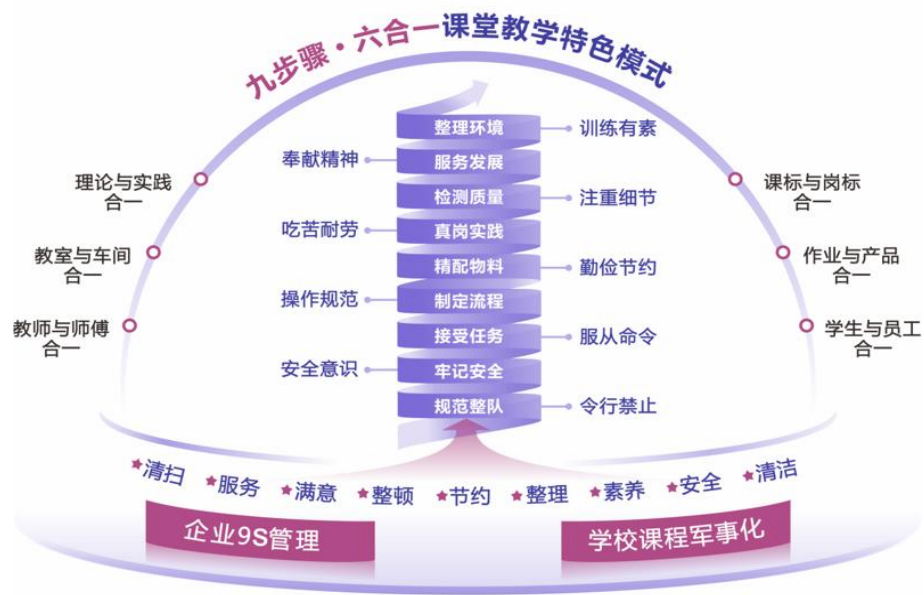 九步骤·六合一课堂教学特色模式
整理环境
训练有素
奉献精神
服务发展
理论与实践
合一
检测质量
注重细节
课标与岗标
合一
吃苦耐劳
真岗实践
教室与车间
合一
精配物料
勤俭节约
作业与产品
合一
操作规范
制定流程
教师与师傅
合一
接受任务
服从命令
学生与员工
合一
安全意识
牢记安全
规范整队
令行禁止
清扫
服务
满意
整顿
节约
整理
素养
安全
清洁
企业9S管理
学校课程军事化